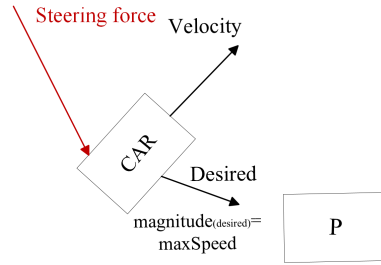 Steering force
Velocity
CAR
Desired
magnitude(desired)=
maxSpeed
P